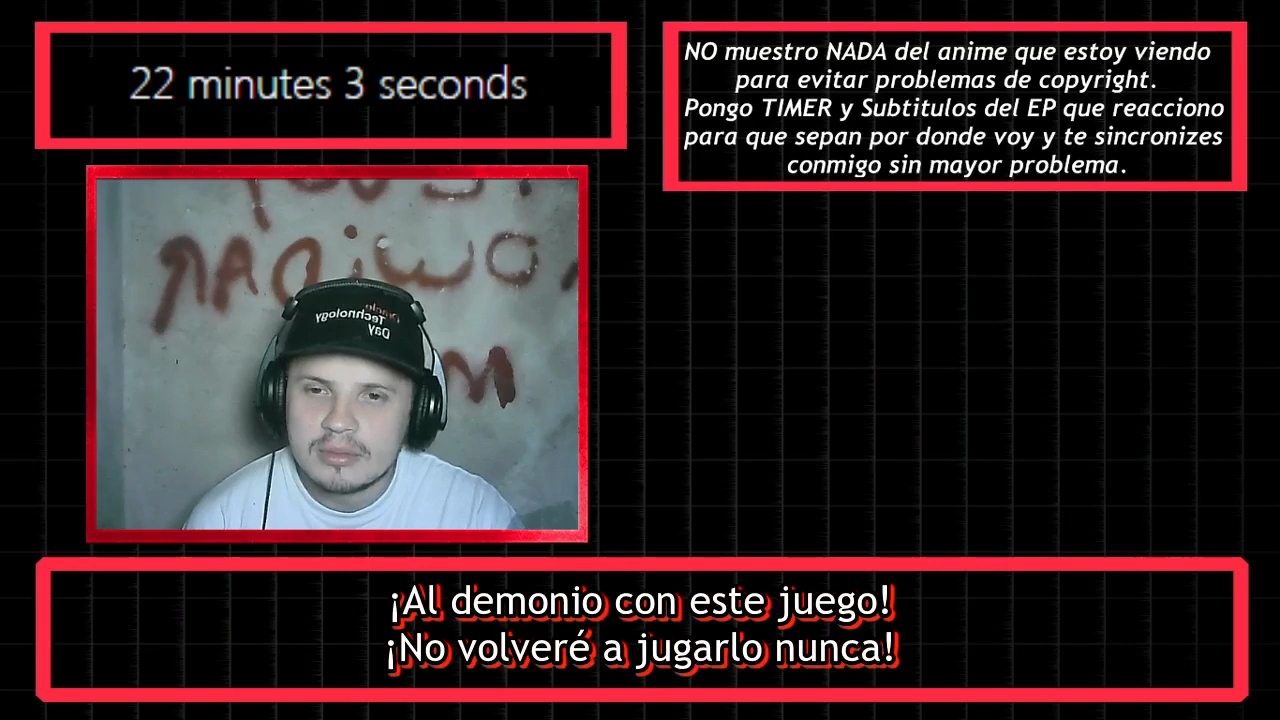 22 minutes 3 seconds
NO muestro NADA del anime que estoy viendo
para evitar problemas de copyright.
Pongo TIMER y Subtitulos del EP que reacciono
para que sepan por donde voy y te sincronizes
conmigo sin mayor problema.
Oracle
Technology
Day
¡Al demonio con este juego!
¡No volveré a jugarlo nunca!